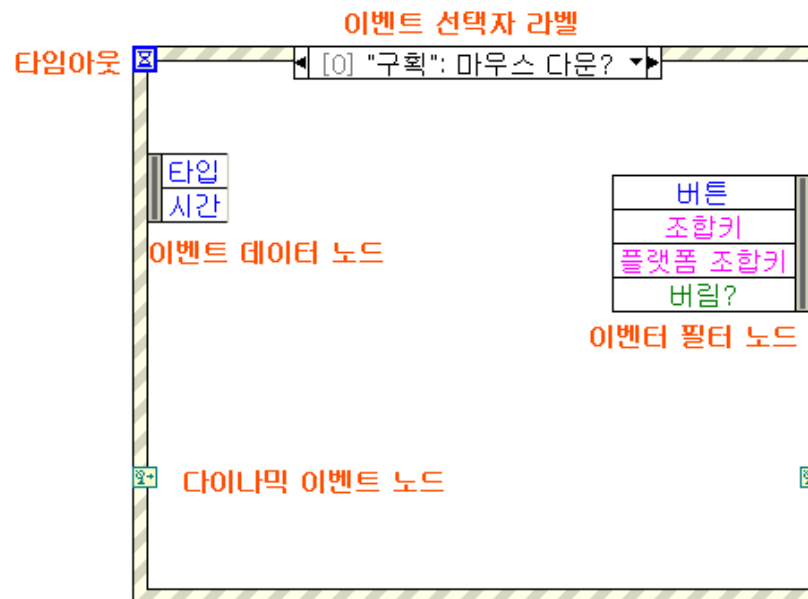 이벤트 선택자 라벨
타임아웃
[0] "구획": 마우스 다운?
타입
시간
이벤트 데이터 노드
버튼
조합키
플랫폼 조합키
버림?
이벤터 필터 노드
다이나믹 이벤트 노드